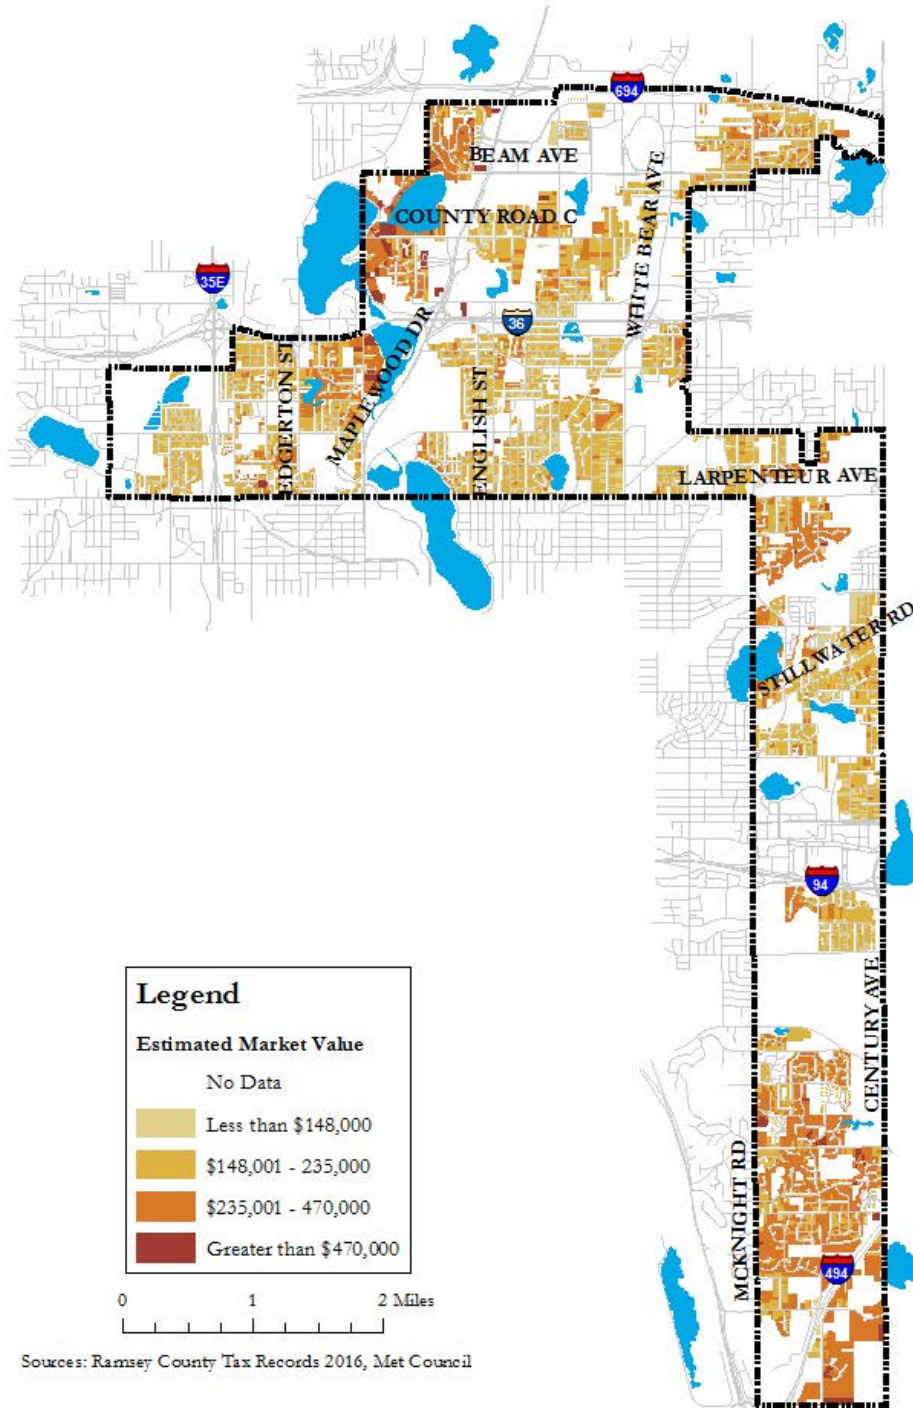 694
BEAM AVE
COUNTY ROAD C
WHITE BEAR AVE
35E
36
MAPLEWOOD DR
EDGERTON ST
ENGLISH ST
LARPENTEUR AVE
STILLWATER RD
94
CENTURY AVE
MCKNIGHT RD
494
Legend
Estimated Market Value
No Data
Less than $148,000
$148,001 - 235,000
$235,001 - 470,000
Greater than $470,000
0 1 2 Miles
Sources: Ramsey County Tax Records 2016, Met Council